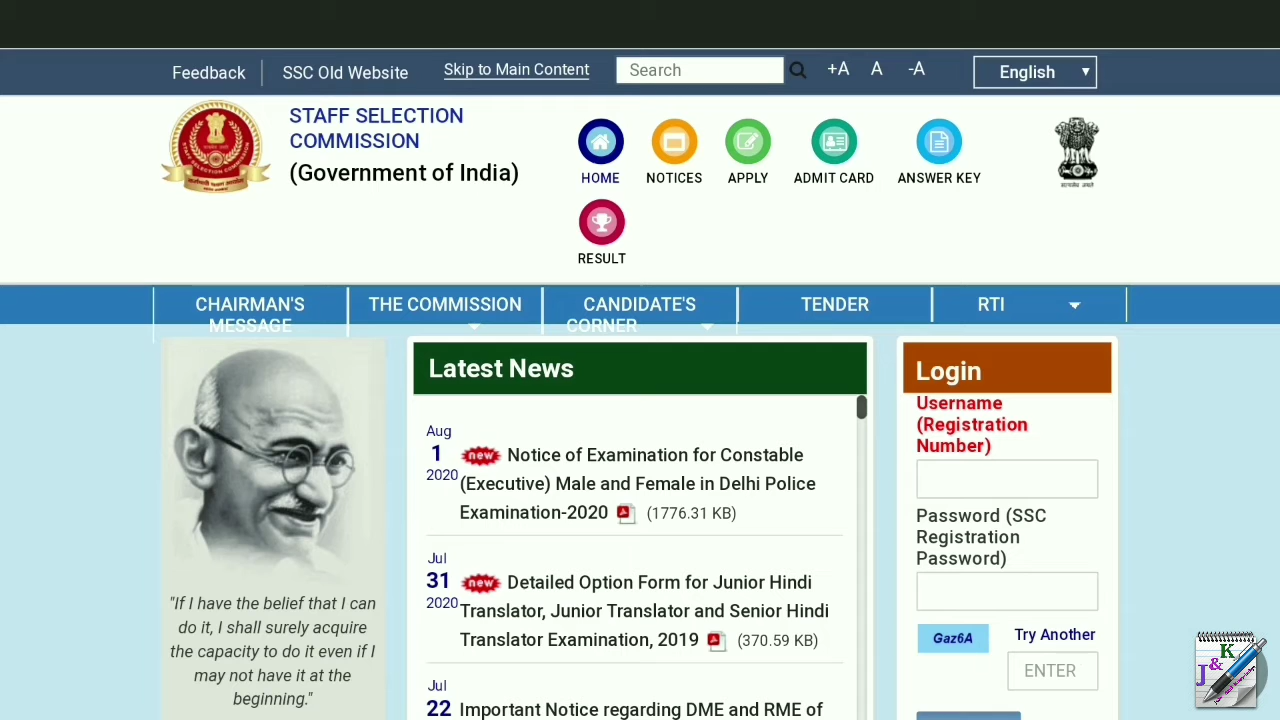 Feedback
SSC Old Website
Skip to Main Content
Search
+A A -A
English
STAFF SELECTION
COMMISSION
(Government of India)
HOME
NOTICES
APPLY
ADMIT CARD
ANSWER KEY
RESULT
सत्यमेव जयते
CHAIRMAN'S
MESSAGE
THE COMMISSION
CANDIDATE'S
CORNER
TENDER
RTI
"If I have the belief that I can
do it, I shall surely acquire
the capacity to do it even if I
may not have it at the
beginning."
Latest News
Aug
1
2020
new Notice of Examination for Constable
(Executive) Male and Female in Delhi Police
Examination-2020 (1776.31 KB)
Jul
31
2020
new Detailed Option Form for Junior Hindi
Translator, Junior Translator and Senior Hindi
Translator Examination, 2019 (370.59 KB)
Jul
22
Important Notice regarding DME and RME of
Login
Username
(Registration
Number)
Password (SSC
Registration
Password)
Gaz6A
Try Another
ENTER
J&K